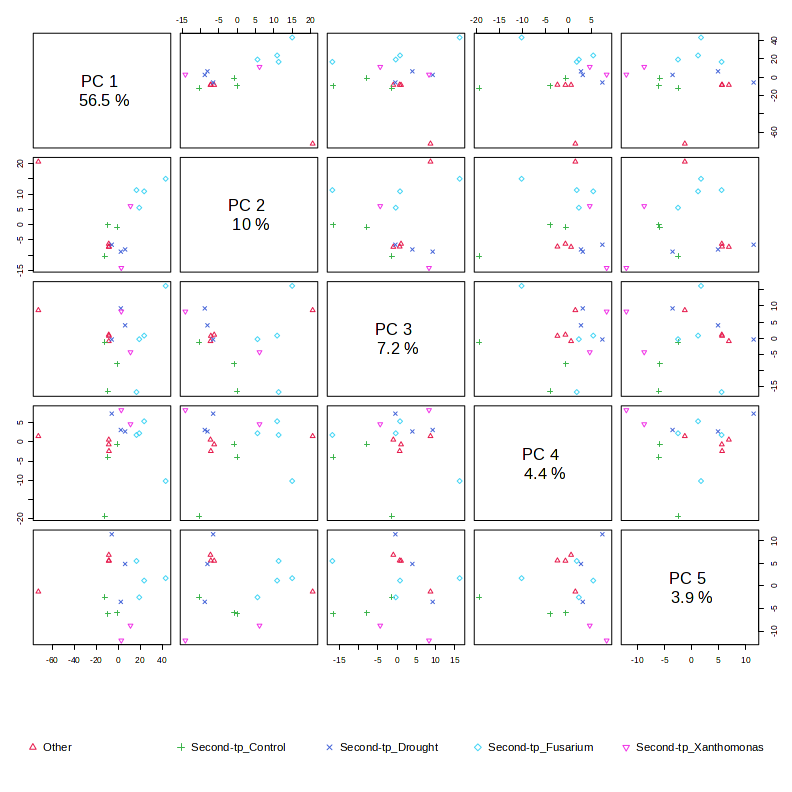 -15 -5 0 5 10 20
-20 -10 0 5
PC 1
56.5 %
-60 -20 0 20 40
-15 -5 0 5 10 20
PC 2
10 %
PC 3
7.2 %
-15 -5 0 5 10
-20 -10 -5 0 5
PC 4
4.4 %
PC 5
3.9 %
-10 -5 0 5 10
-60 -40 -20 0 20 40
-15 -5 0 5 10 15
-10 -5 0 5 10
Other
Second-tp_Control
Second-tp_Drought
Second-tp_Fusarium
Second-tp_Xanthomonas